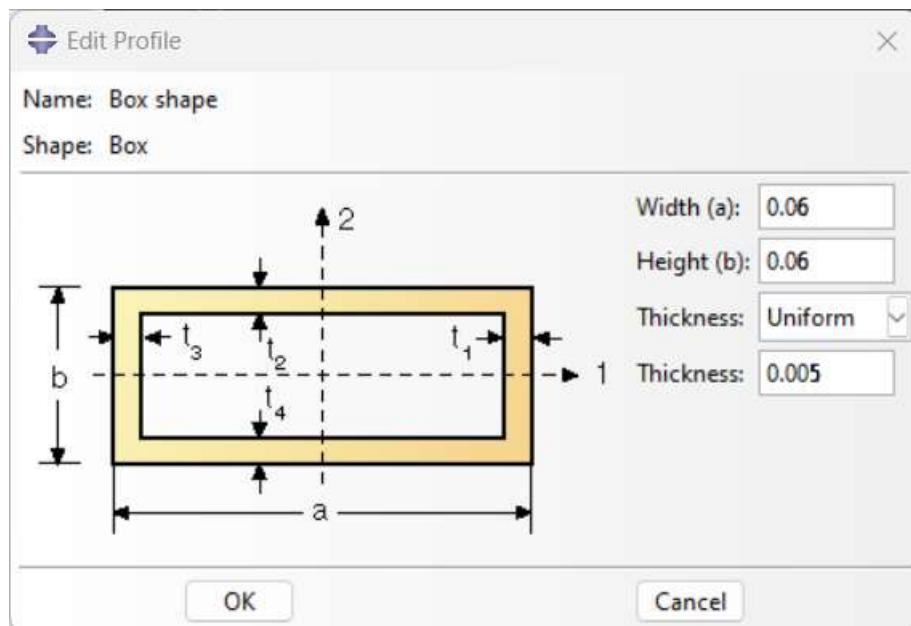 Edit Profile
Name: Box shape
Shape: Box
Width (a): 0.06
Height (b): 0.06
Thickness: Uniform
Thickness: 0.005
2
t3
t2
t1
b
1
t4
a
OK
Cancel